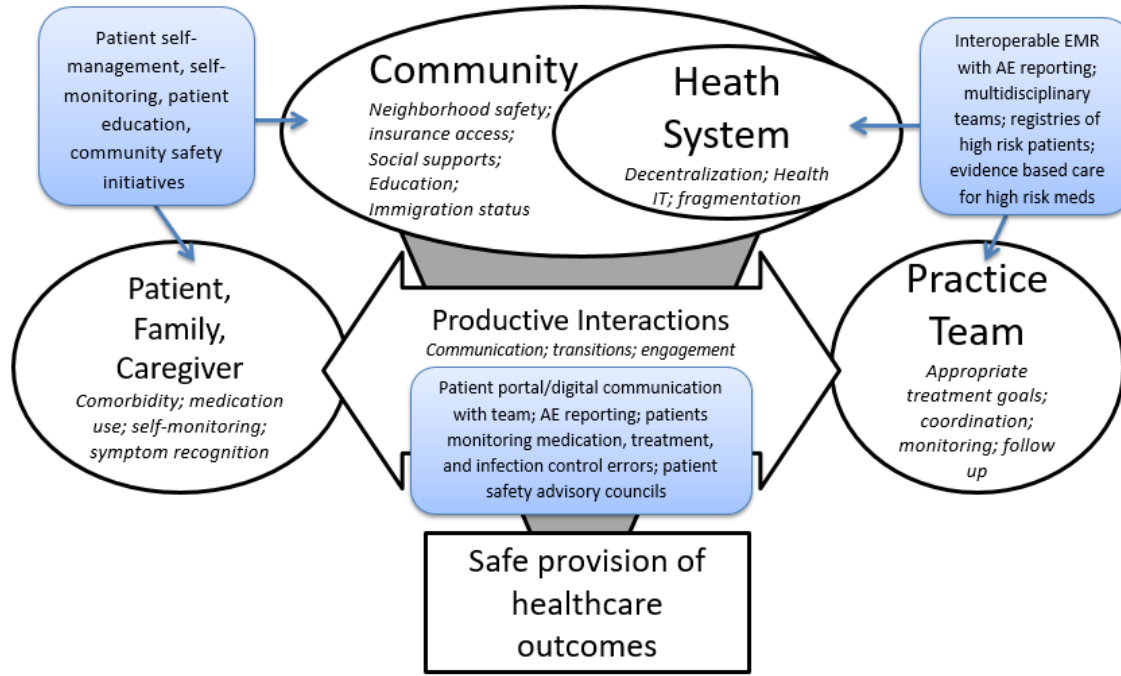 Patient self-
management, self-
monitoring, patient
education,
community safety
initiatives
Community
Neighborhood safety;
insurance access;
Social supports;
Education;
Immigration status
Heath
System
Decentralization; Health
IT; fragmentation
Interoperable EMR
with AE reporting;
multidisciplinary
teams; registries of
high risk patients;
evidence based care
for high risk meds
Patient,
Family,
Caregiver
Comorbidity; medication
use; self-monitoring;
symptom recognition
Productive Interactions
Communication; transitions; engagement
Patient portal/digital communication
with team; AE reporting; patients
monitoring medication, treatment,
and infection control errors; patient
safety advisory councils
Practice
Team
Appropriate
treatment goals;
coordination;
monitoring; follow
up
Safe provision of
healthcare
outcomes